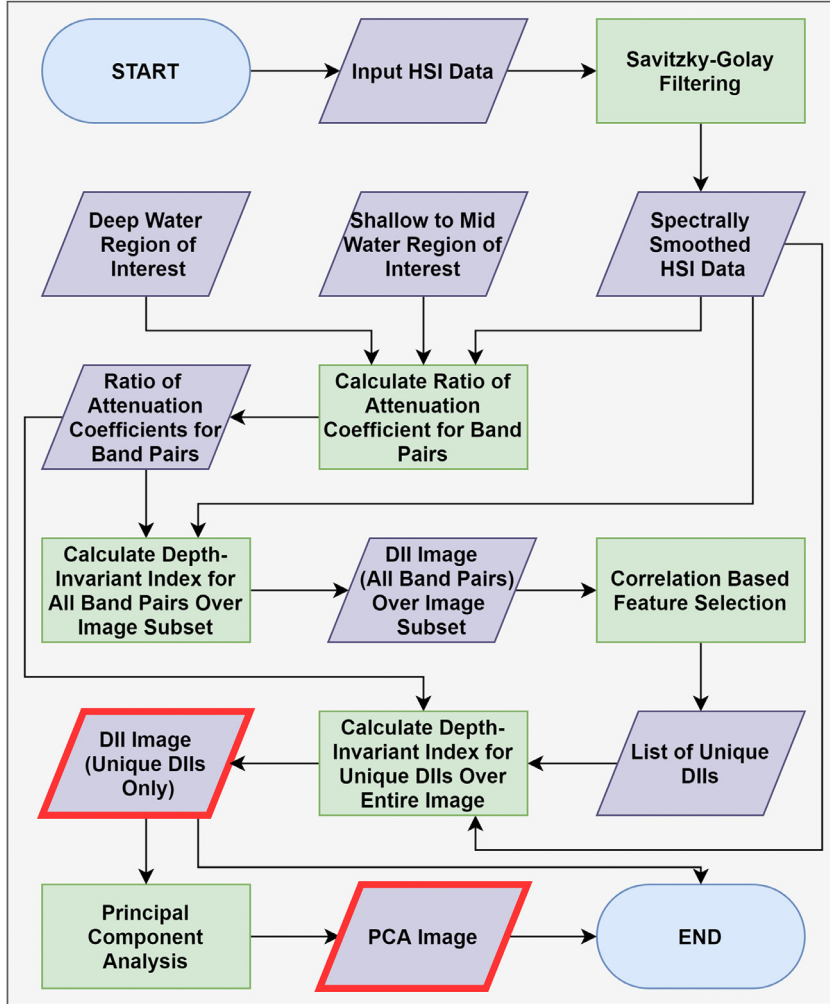 START
Input HSI Data
Savitzky-Golay
Filtering
Deep Water
Region of
Interest
Shallow to Mid
Water Region of
Interest
Spectrally
Smoothed
HSI Data
Ratio of
Attenuation
Coefficients for
Band Pairs
Calculate Ratio of
Attenuation
Coefficient for Band
Pairs
Calculate Depth-
Invariant Index for
All Band Pairs Over
Image Subset
DII Image
(All Band Pairs)
Over Image
Subset
Correlation Based
Feature Selection
DII Image
(Unique DIIs
Only)
Calculate Depth-
Invariant Index for
Unique DIIs Over
Entire Image
List of Unique
DIIs
Principal
Component
Analysis
PCA Image
END